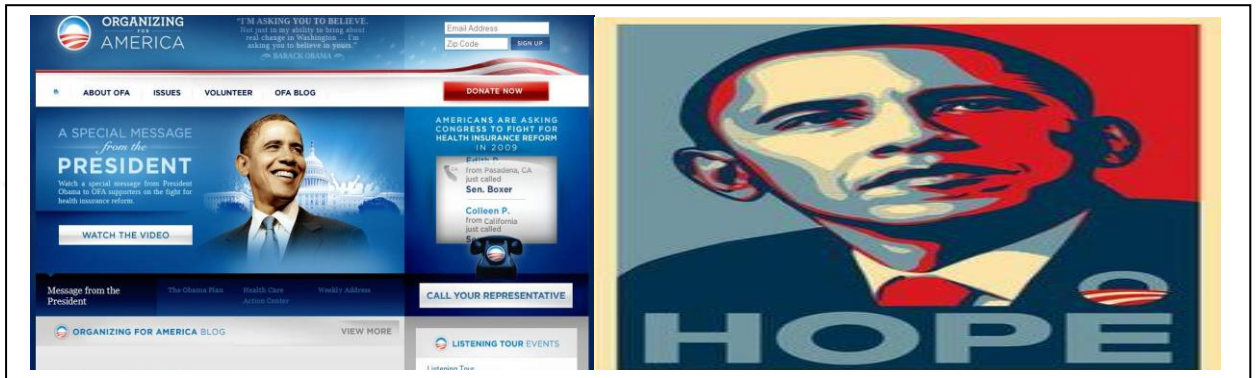 ORGANIZING
FOR
AMERICA
"I'M ASKING YOU TO BELIEVE.
Not just in my ability to bring about
real change in Washington ... I'm
asking you to believe in yours."
BARACK OBAMA
Email Address
Zip Code
SIGN UP
ABOUT OFA
ISSUES
VOLUNTEER
OFA BLOG
DONATE NOW
A SPECIAL MESSAGE
from the
PRESIDENT
Watch a special message from President
Obama to OFA supporters on the fight for
health insurance reform.
WATCH THE VIDEO
AMERICANS ARE ASKING
CONGRESS TO FIGHT FOR
HEALTH INSURANCE REFORM
IN 2009
from Pasadena, CA
just called
Sen. Boxer
Colleen P.
from California
just called
Message from the
President
The Obama Plan
Health Care
Action Center
Weekly Address
CALL YOUR REPRESENTATIVE
ORGANIZING FOR AMERICA BLOG
VIEW MORE
LISTENING TOUR EVENTS
Listening Tour
HOPE